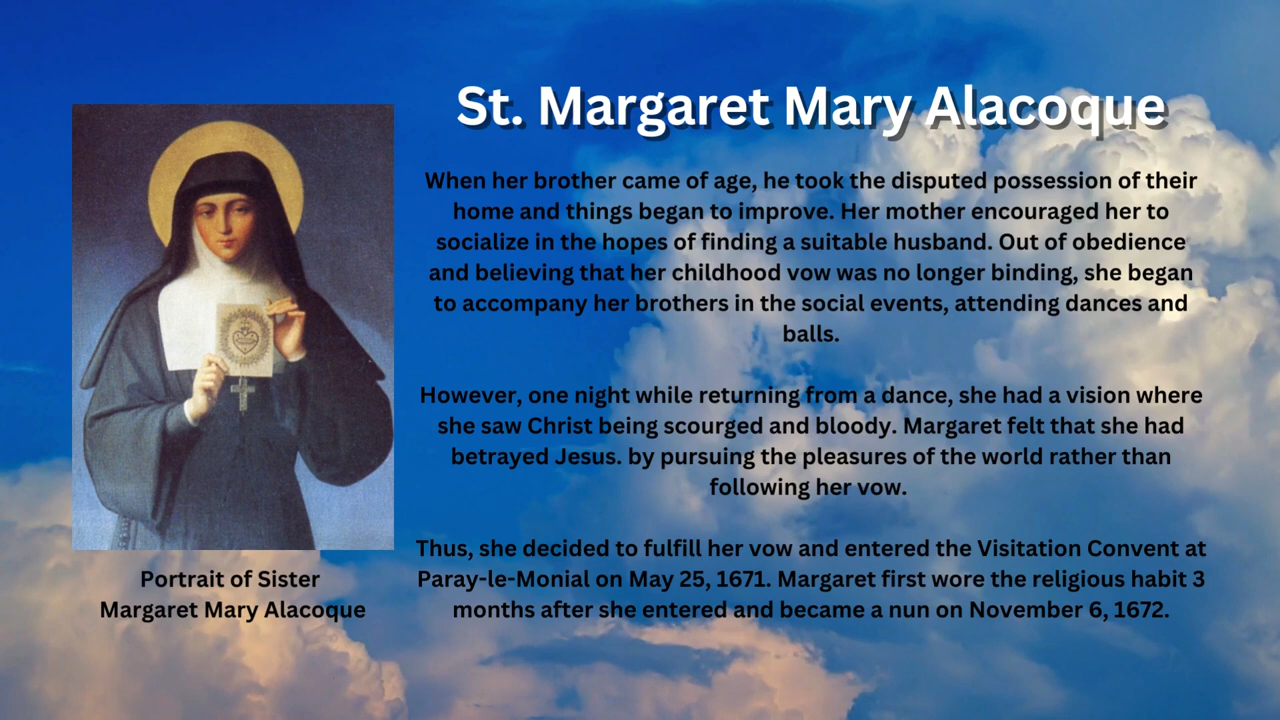 St. Margaret Mary Alacoque
When her brother came of age, he took the disputed possession of their
home and things began to improve. Her mother encouraged her to
socialize in the hopes of finding a suitable husband. Out of obedience
and believing that her childhood vow was no longer binding, she began
to accompany her brothers in the social events, attending dances and
balls.
However, one night while returning from a dance, she had a vision where
she saw Christ being scourged and bloody. Margaret felt that she had
betrayed Jesus. by pursuing the pleasures of the world rather than
following her vow.
Thus, she decided to fulfill her vow and entered the Visitation Convent at
Paray-le-Monial on May 25, 1671. Margaret first wore the religious habit 3
months after she entered and became a nun on November 6, 1672.
Portrait of Sister
Margaret Mary Alacoque